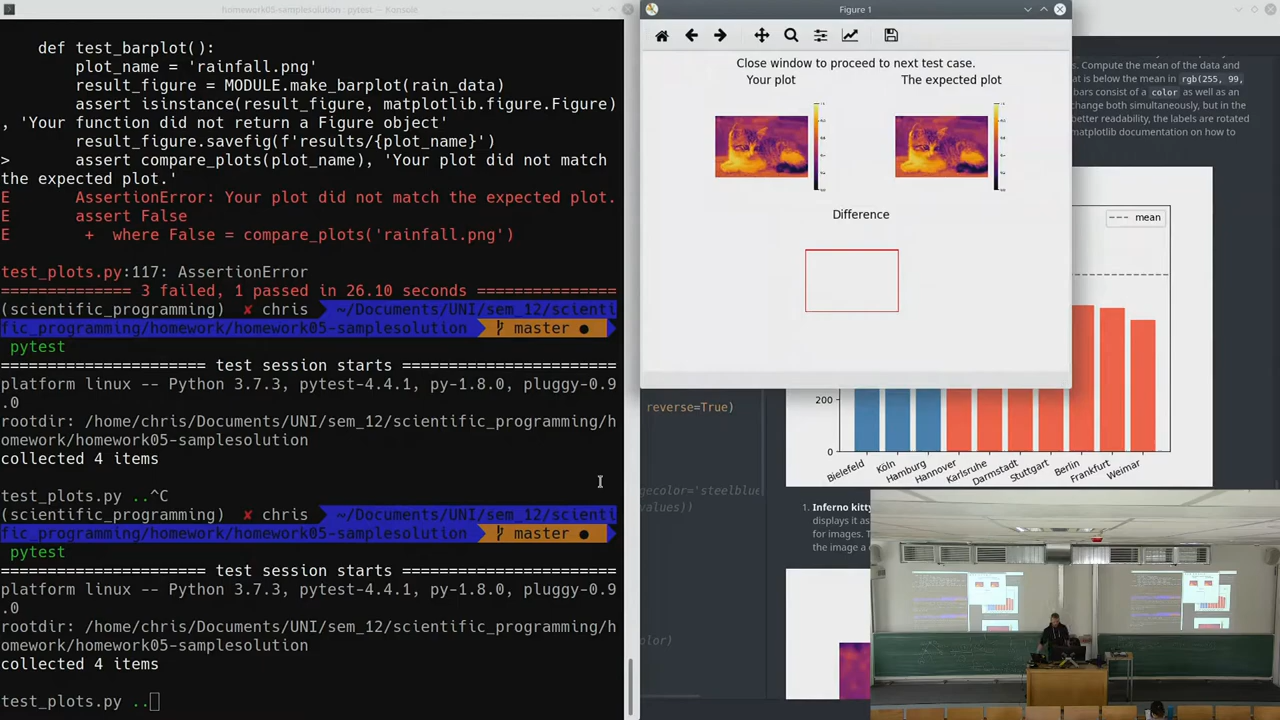 homework05-samplesolution : pytest — Konsole
def test_barplot():
plot_name = 'rainfall.png'
result_figure = MODULE.make_barplot(rain_data)
assert isinstance(result_figure, matplotlib.figure.Figure)
, 'Your function did not return a Figure object'
result_figure.savefig(f'results/{plot_name}')
> assert compare_plots(plot_name), 'Your plot did not match
the expected plot.'
E AssertionError: Your plot did not match the expected plot.
E assert False
E + where False = compare_plots('rainfall.png')
test_plots.py:117: AssertionError
============= 3 failed, 1 passed in 26.10 seconds ==============
(scientific_programming) ✘ chris ~/Documents/UNI/sem_12/scienti
fic_programming/homework/homework05-samplesolution master ●
pytest
===================== test session starts ======================
platform linux -- Python 3.7.3, pytest-4.4.1, py-1.8.0, pluggy-0.9
.0
rootdir: /home/chris/Documents/UNI/sem_12/scientific_programming/h
omework/homework05-samplesolution
collected 4 items
test_plots.py ..^C
(scientific_programming) ✘ chris ~/Documents/UNI/sem_12/scienti
fic_programming/homework/homework05-samplesolution master ●
pytest
===================== test session starts ======================
platform linux -- Python 3.7.3, pytest-4.4.1, py-1.8.0, pluggy-0.9
.0
rootdir: /home/chris/Documents/UNI/sem_12/scientific_programming/h
omework/homework05-samplesolution
collected 4 items
test_plots.py ..
Figure 1
Close window to proceed to next test case.
Your plot
The expected plot
Difference
s. Compute the mean of the data and
at is below the mean in rgb(255, 99,
bars consist of a color as well as an
change both simultaneously, but in the
better readability, the labels are rotated
matplotlib documentation on how to
mean
200
0
Bielefeld
Köln
Hamburg
Hannover
Karlsruhe
Darmstadt
Stuttgart
Berlin
Frankfurt
Weimar
reverse=True)
gecolor='steelblue
values))
olor)
1. Inferno kitty
displays it as
for images. T
the image a c